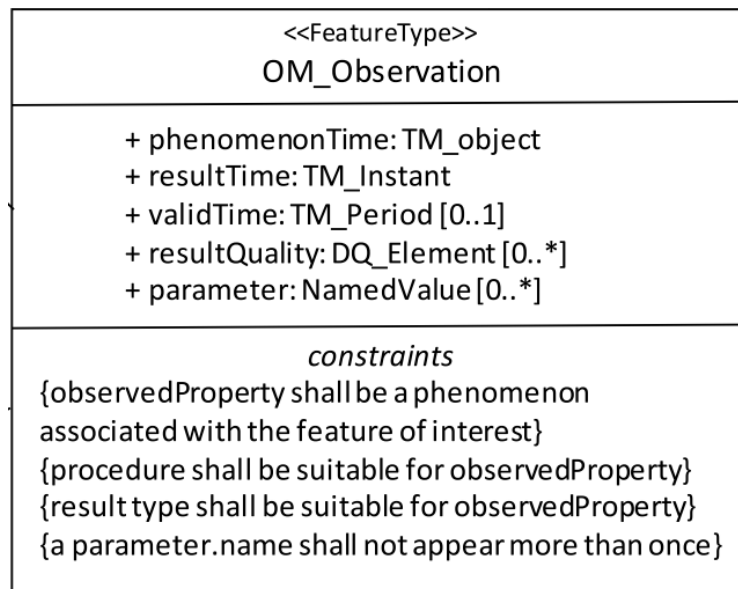 <<FeatureType>>
OM_Observation
+ phenomenonTime: TM_object
+ resultTime: TM_Instant
+ validTime: TM_Period [0..1]
+ resultQuality: DQ_Element [0..*]
+ parameter: NamedValue [0..*]
constraints
{observedProperty shall be a phenomenon
associated with the feature of interest}
{procedure shall be suitable for observedProperty}
{result type shall be suitable for observedProperty}
{a parameter.name shall not appear more than once}